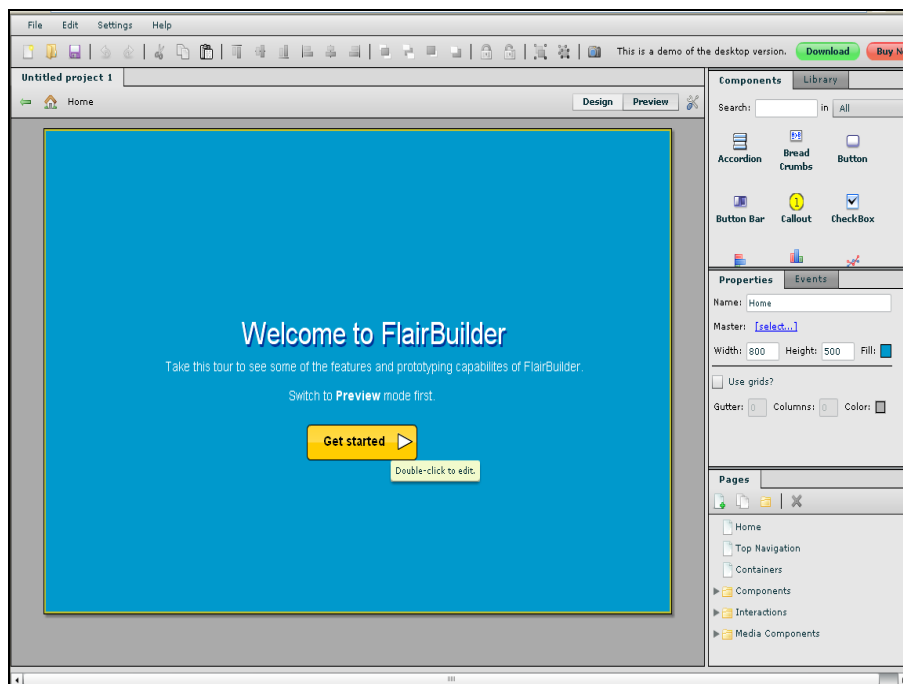 File Edit Settings Help
This is a demo of the desktop version. Download Buy N
Untitled project 1
Home Design Preview
Components Library
Search: in All
Accordion Bread Crumbs Button
Button Bar Callout CheckBox
Welcome to FlairBuilder
Take this tour to see some of the features and prototyping capabilites of FlairBuilder.
Switch to Preview mode first.
Get started
Double-click to edit.
Properties Events
Name: Home
Master: [select...]
Width: 800 Height: 500 Fill:
Use grids?
Gutter: 0 Columns: 0 Color:
Pages
Home
Top Navigation
Containers
Components
Interactions
Media Components